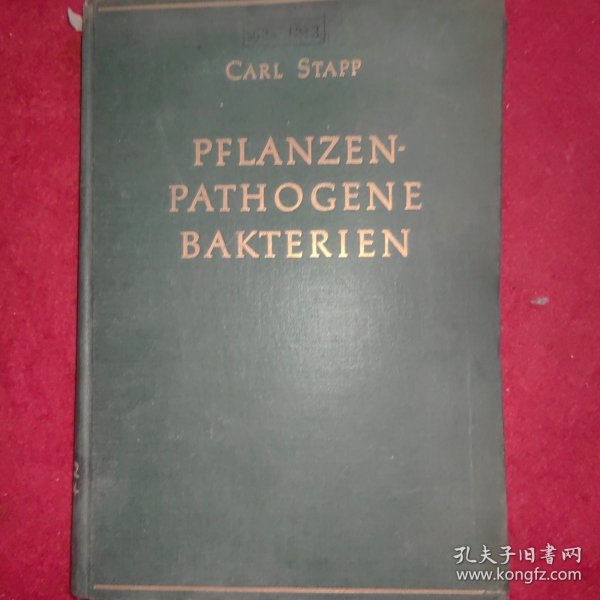 CARL STAPP
PFLANZEN-
PATHOGENE
BAKTERIEN
孔夫子旧书网
www.kongfz.com